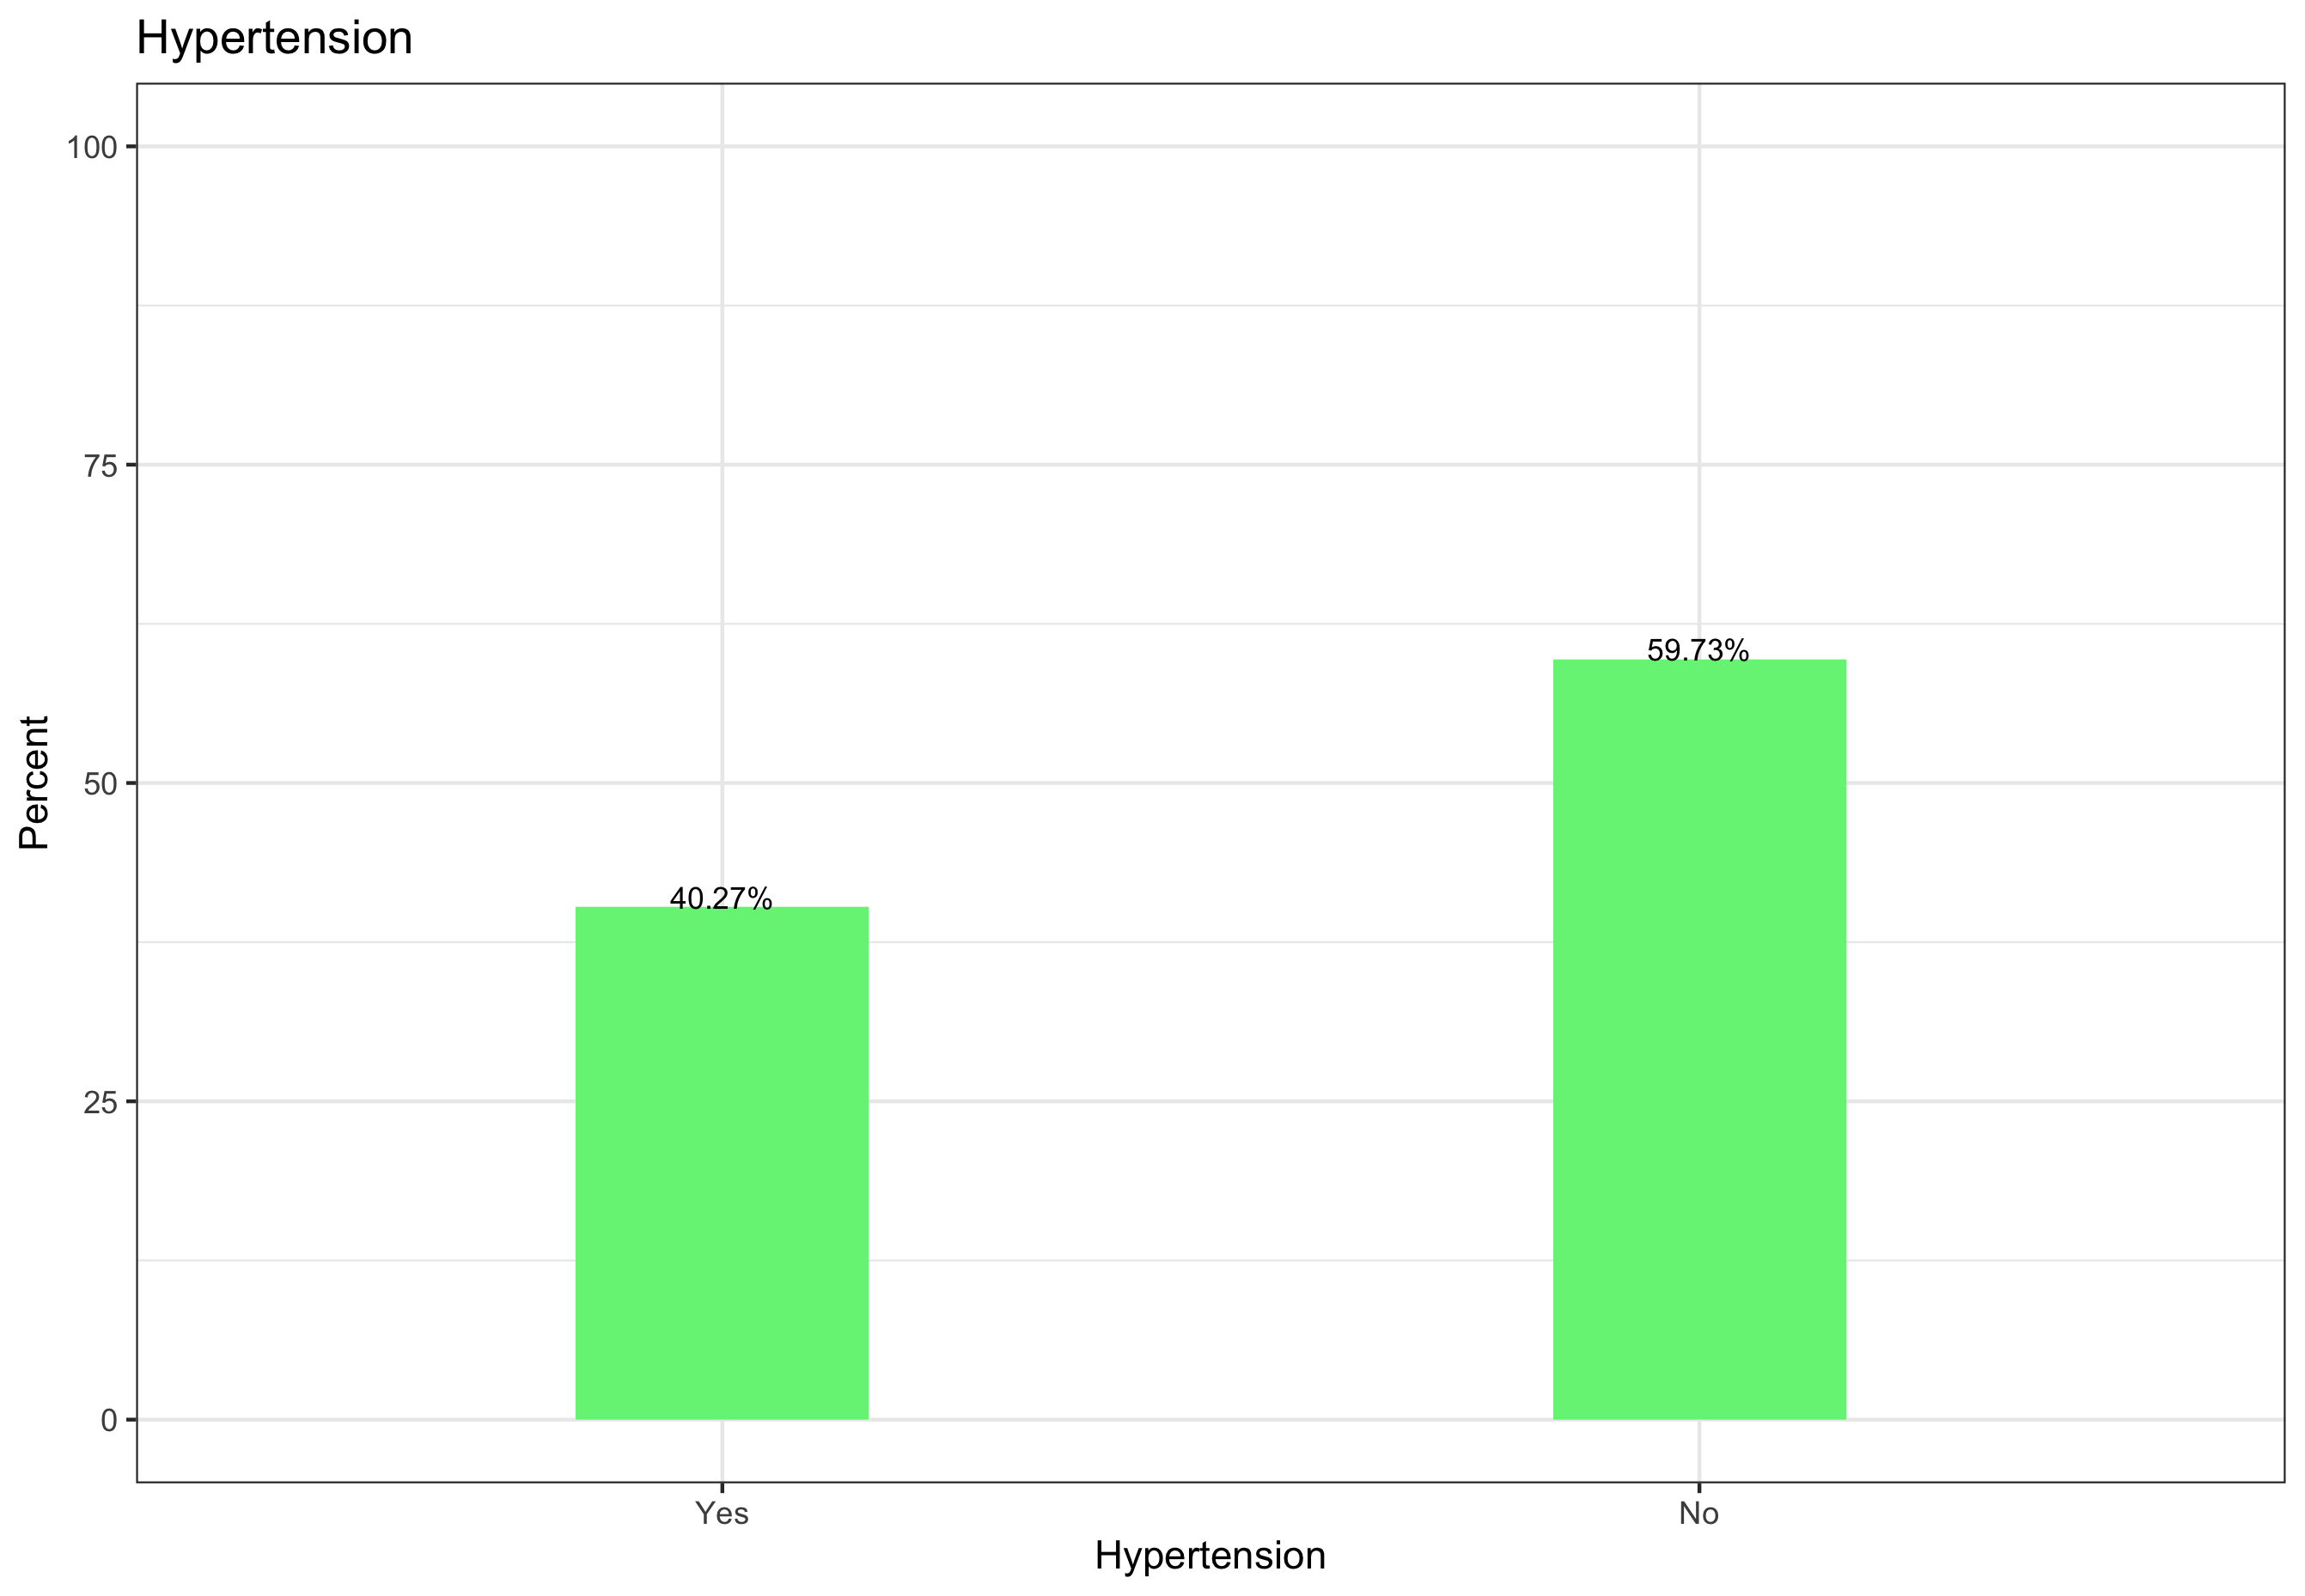 Hypertension
100
75
50
25
0
Percent
59.73%
40.27%
Yes
No
Hypertension